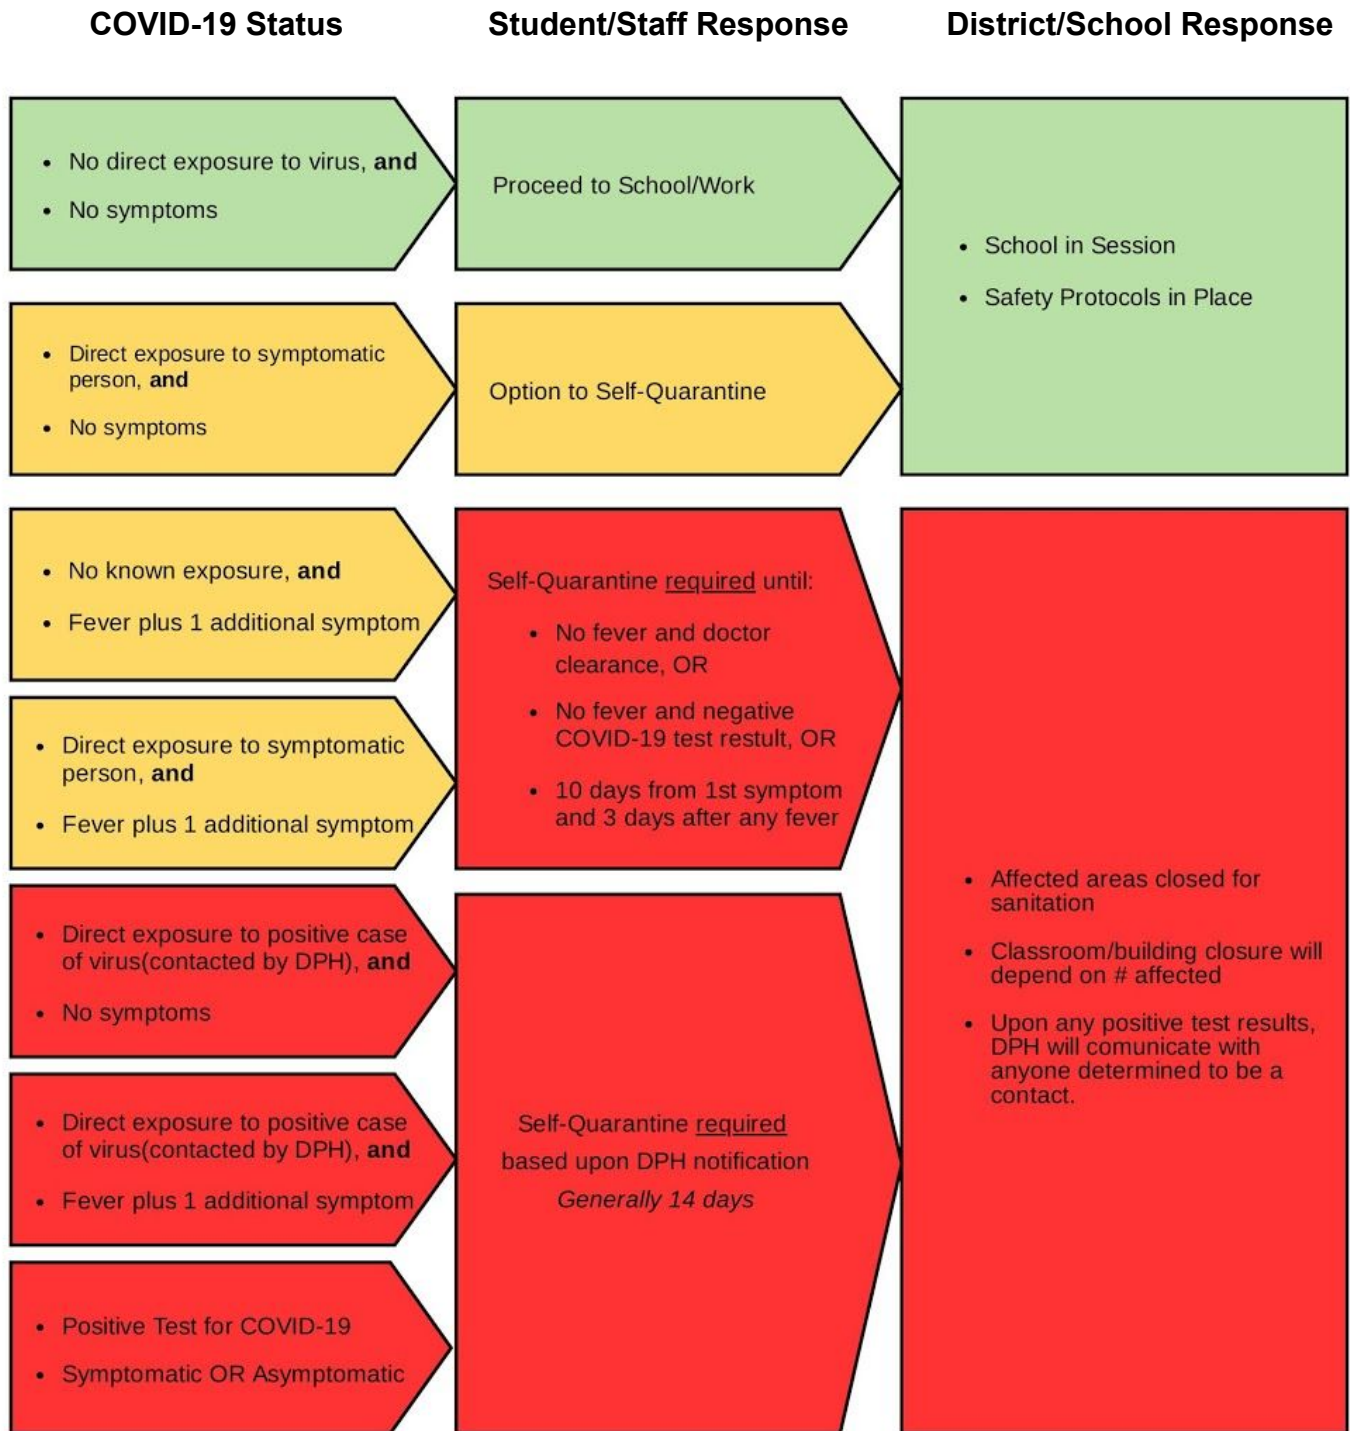 COVID-19 Status
Student/Staff Response
District/School Response
• No direct exposure to virus, and
• No symptoms
Proceed to School/Work
• School in Session
• Safety Protocols in Place
• Direct exposure to symptomatic
person, and
• No symptoms
Option to Self-Quarantine
• No known exposure, and
• Fever plus 1 additional symptom
• Direct exposure to symptomatic
person, and
• Fever plus 1 additional symptom
Self-Quarantine required until:
• No fever and doctor
clearance, OR
• No fever and negative
COVID-19 test restult, OR
• 10 days from 1st symptom
and 3 days after any fever
• Direct exposure to positive case
of virus(contacted by DPH), and
• No symptoms
• Direct exposure to positive case
of virus(contacted by DPH), and
• Fever plus 1 additional symptom
• Positive Test for COVID-19
• Symptomatic OR Asymptomatic
Self-Quarantine required
based upon DPH notification
Generally 14 days
• Affected areas closed for
sanitation
• Classroom/building closure will
depend on # affected
• Upon any positive test results,
DPH will comunicate with
anyone determined to be a
contact.